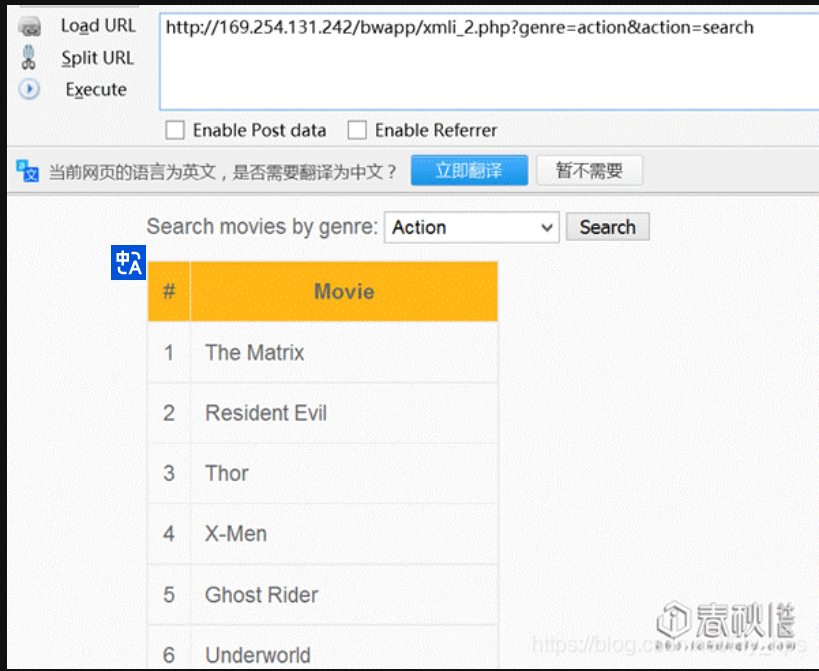 Load URL
http://169.254.131.242/bwapp/xmli_2.php?genre=action&action=search
Split URL
Execute
Enable Post data Enable Referrer
当前网页的语言为英文，是否需要翻译为中文？ 立即翻译 暂不需要
Search movies by genre: Action Search
中 A
# Movie
1 The Matrix
2 Resident Evil
3 Thor
4 X-Men
5 Ghost Rider
6 Underworld
春秋
https://blog.c